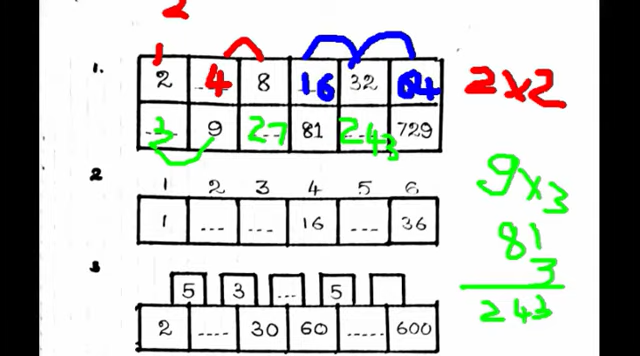 2
1.
2 4 8 16 32 64 2x2
3 9 27 81 243 729
9x3
2 1 2 3 4 5 6
81
1 ... ... 16 ... 36
3
3
5 3 ... 5
243
2 .... 30 60 ..... 600